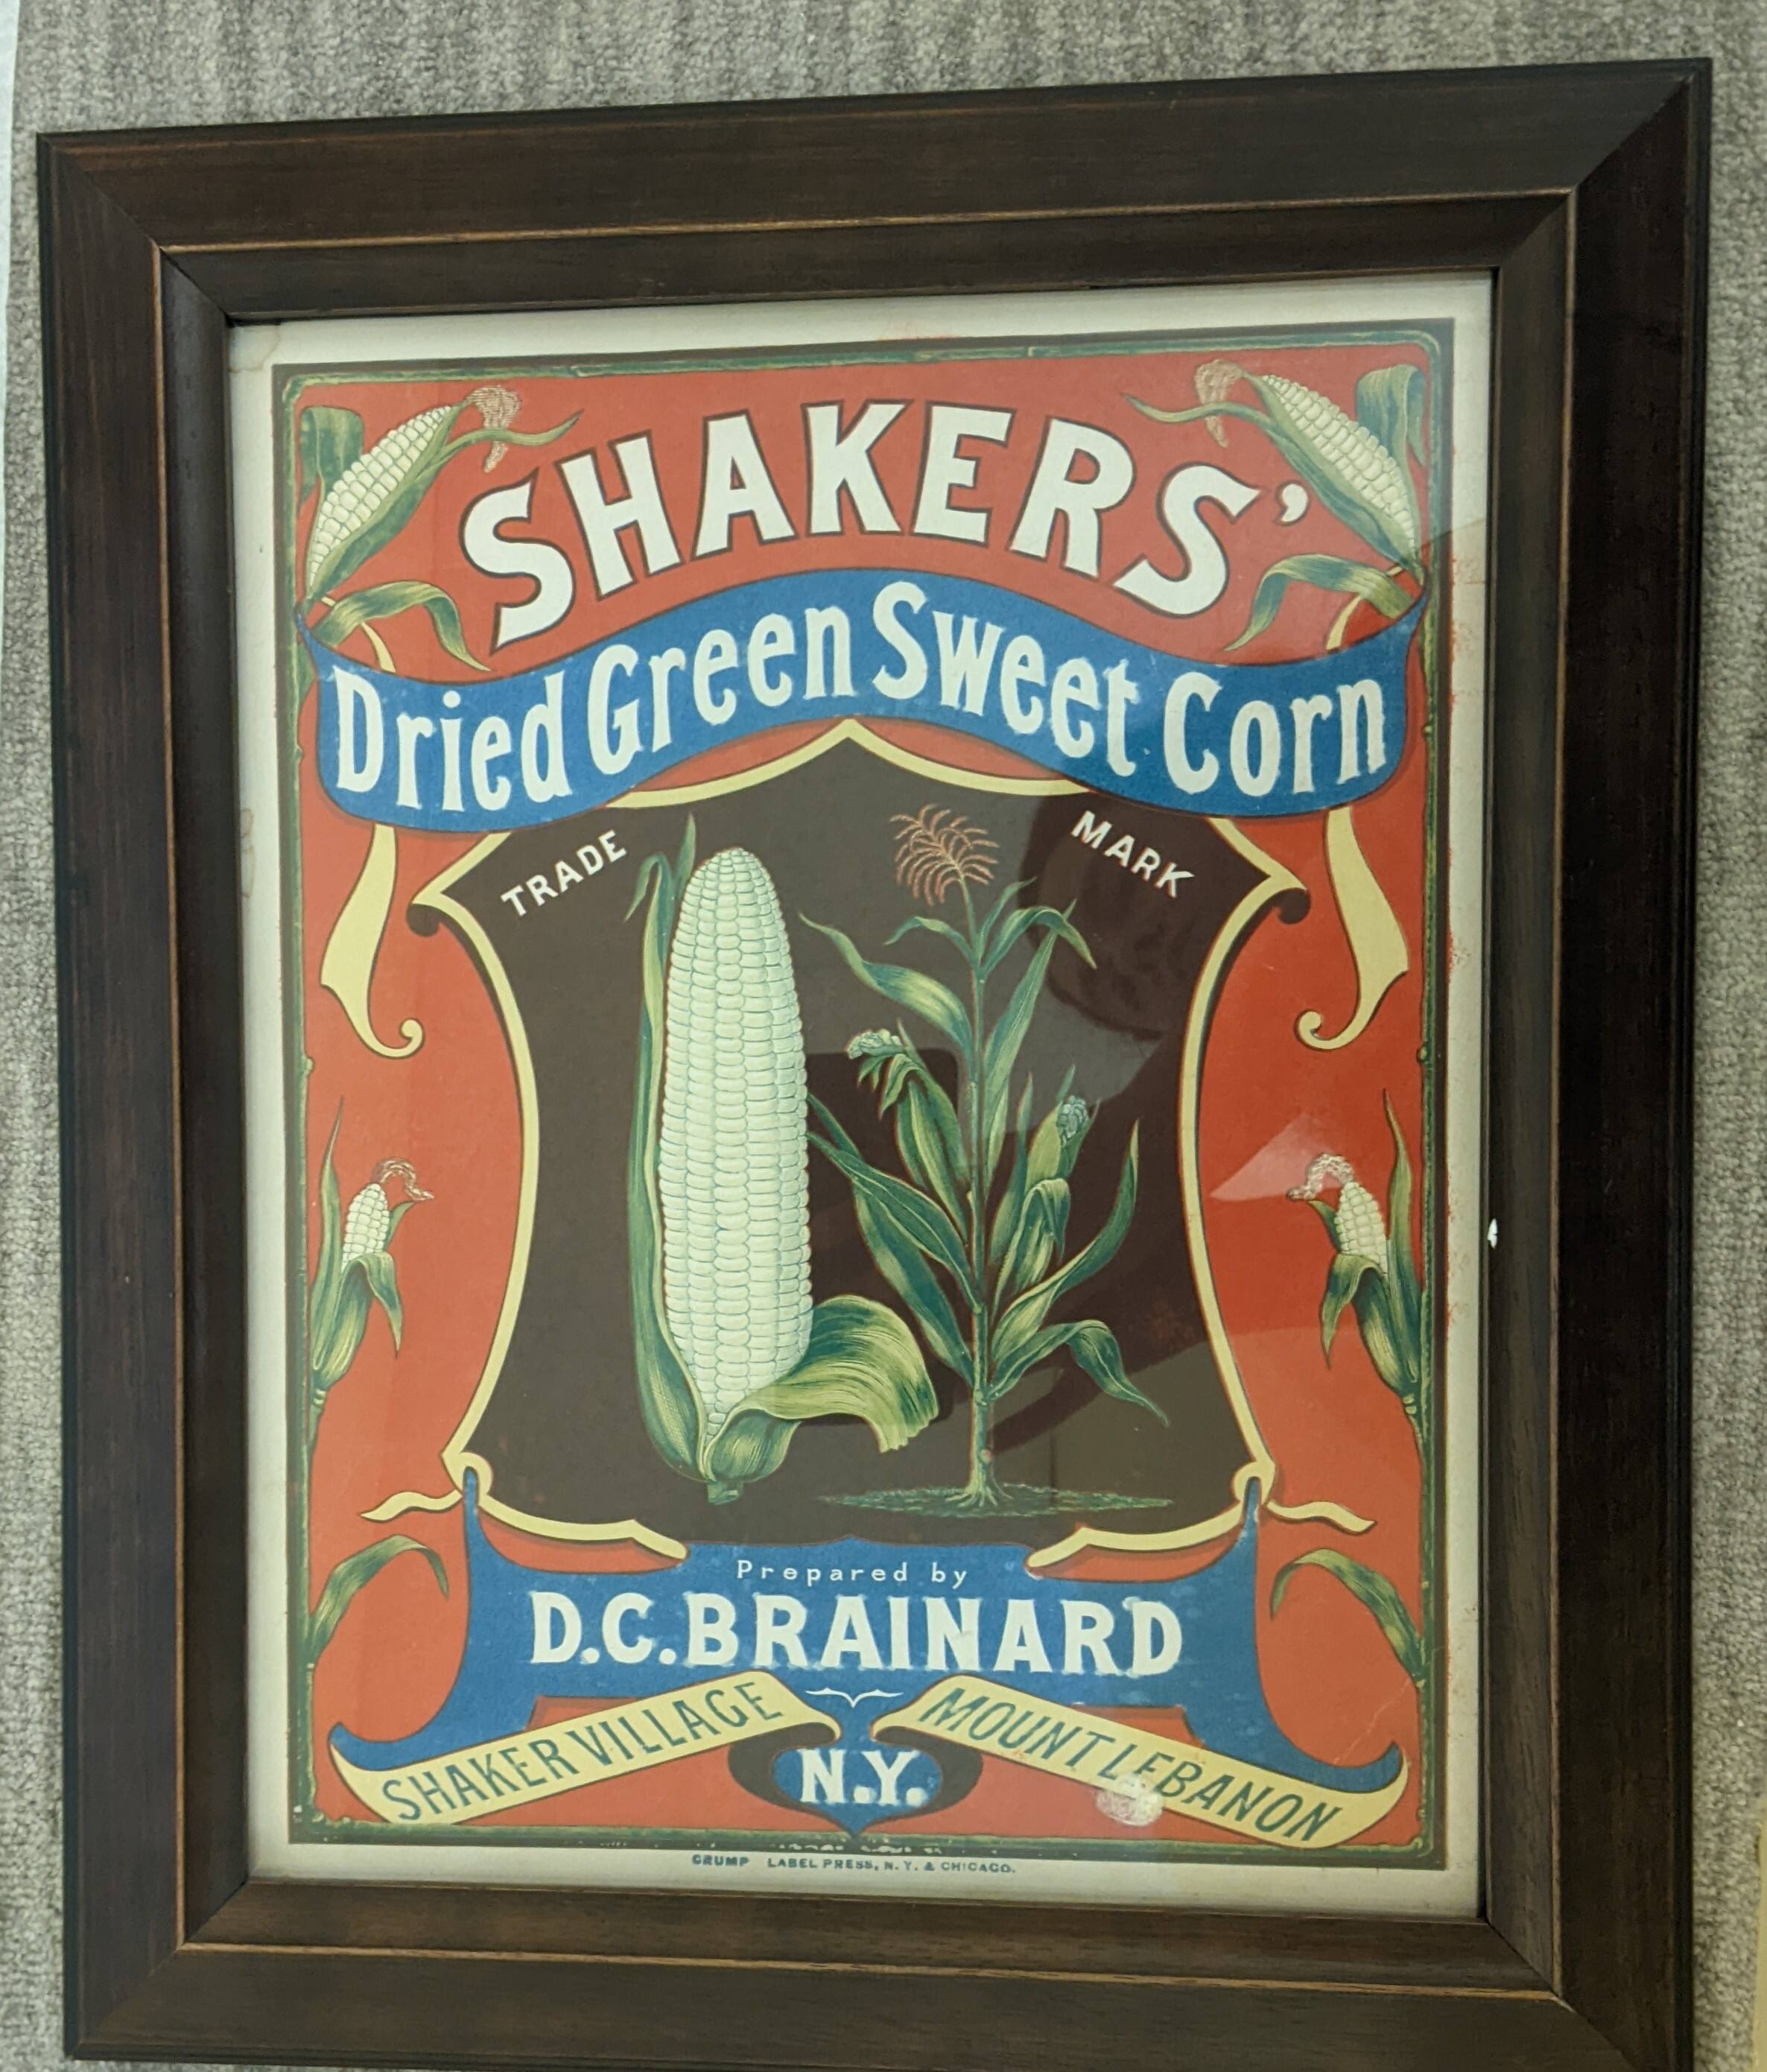 SHAKERS'
Dried Green Sweet Corn
TRADE MARK
Prepared by
D.C. BRAINARD
SHAKER VILLAGE MOUNT LEBANON
N.Y.
CRUMP LABEL PRESS, N.Y. & CHICAGO.